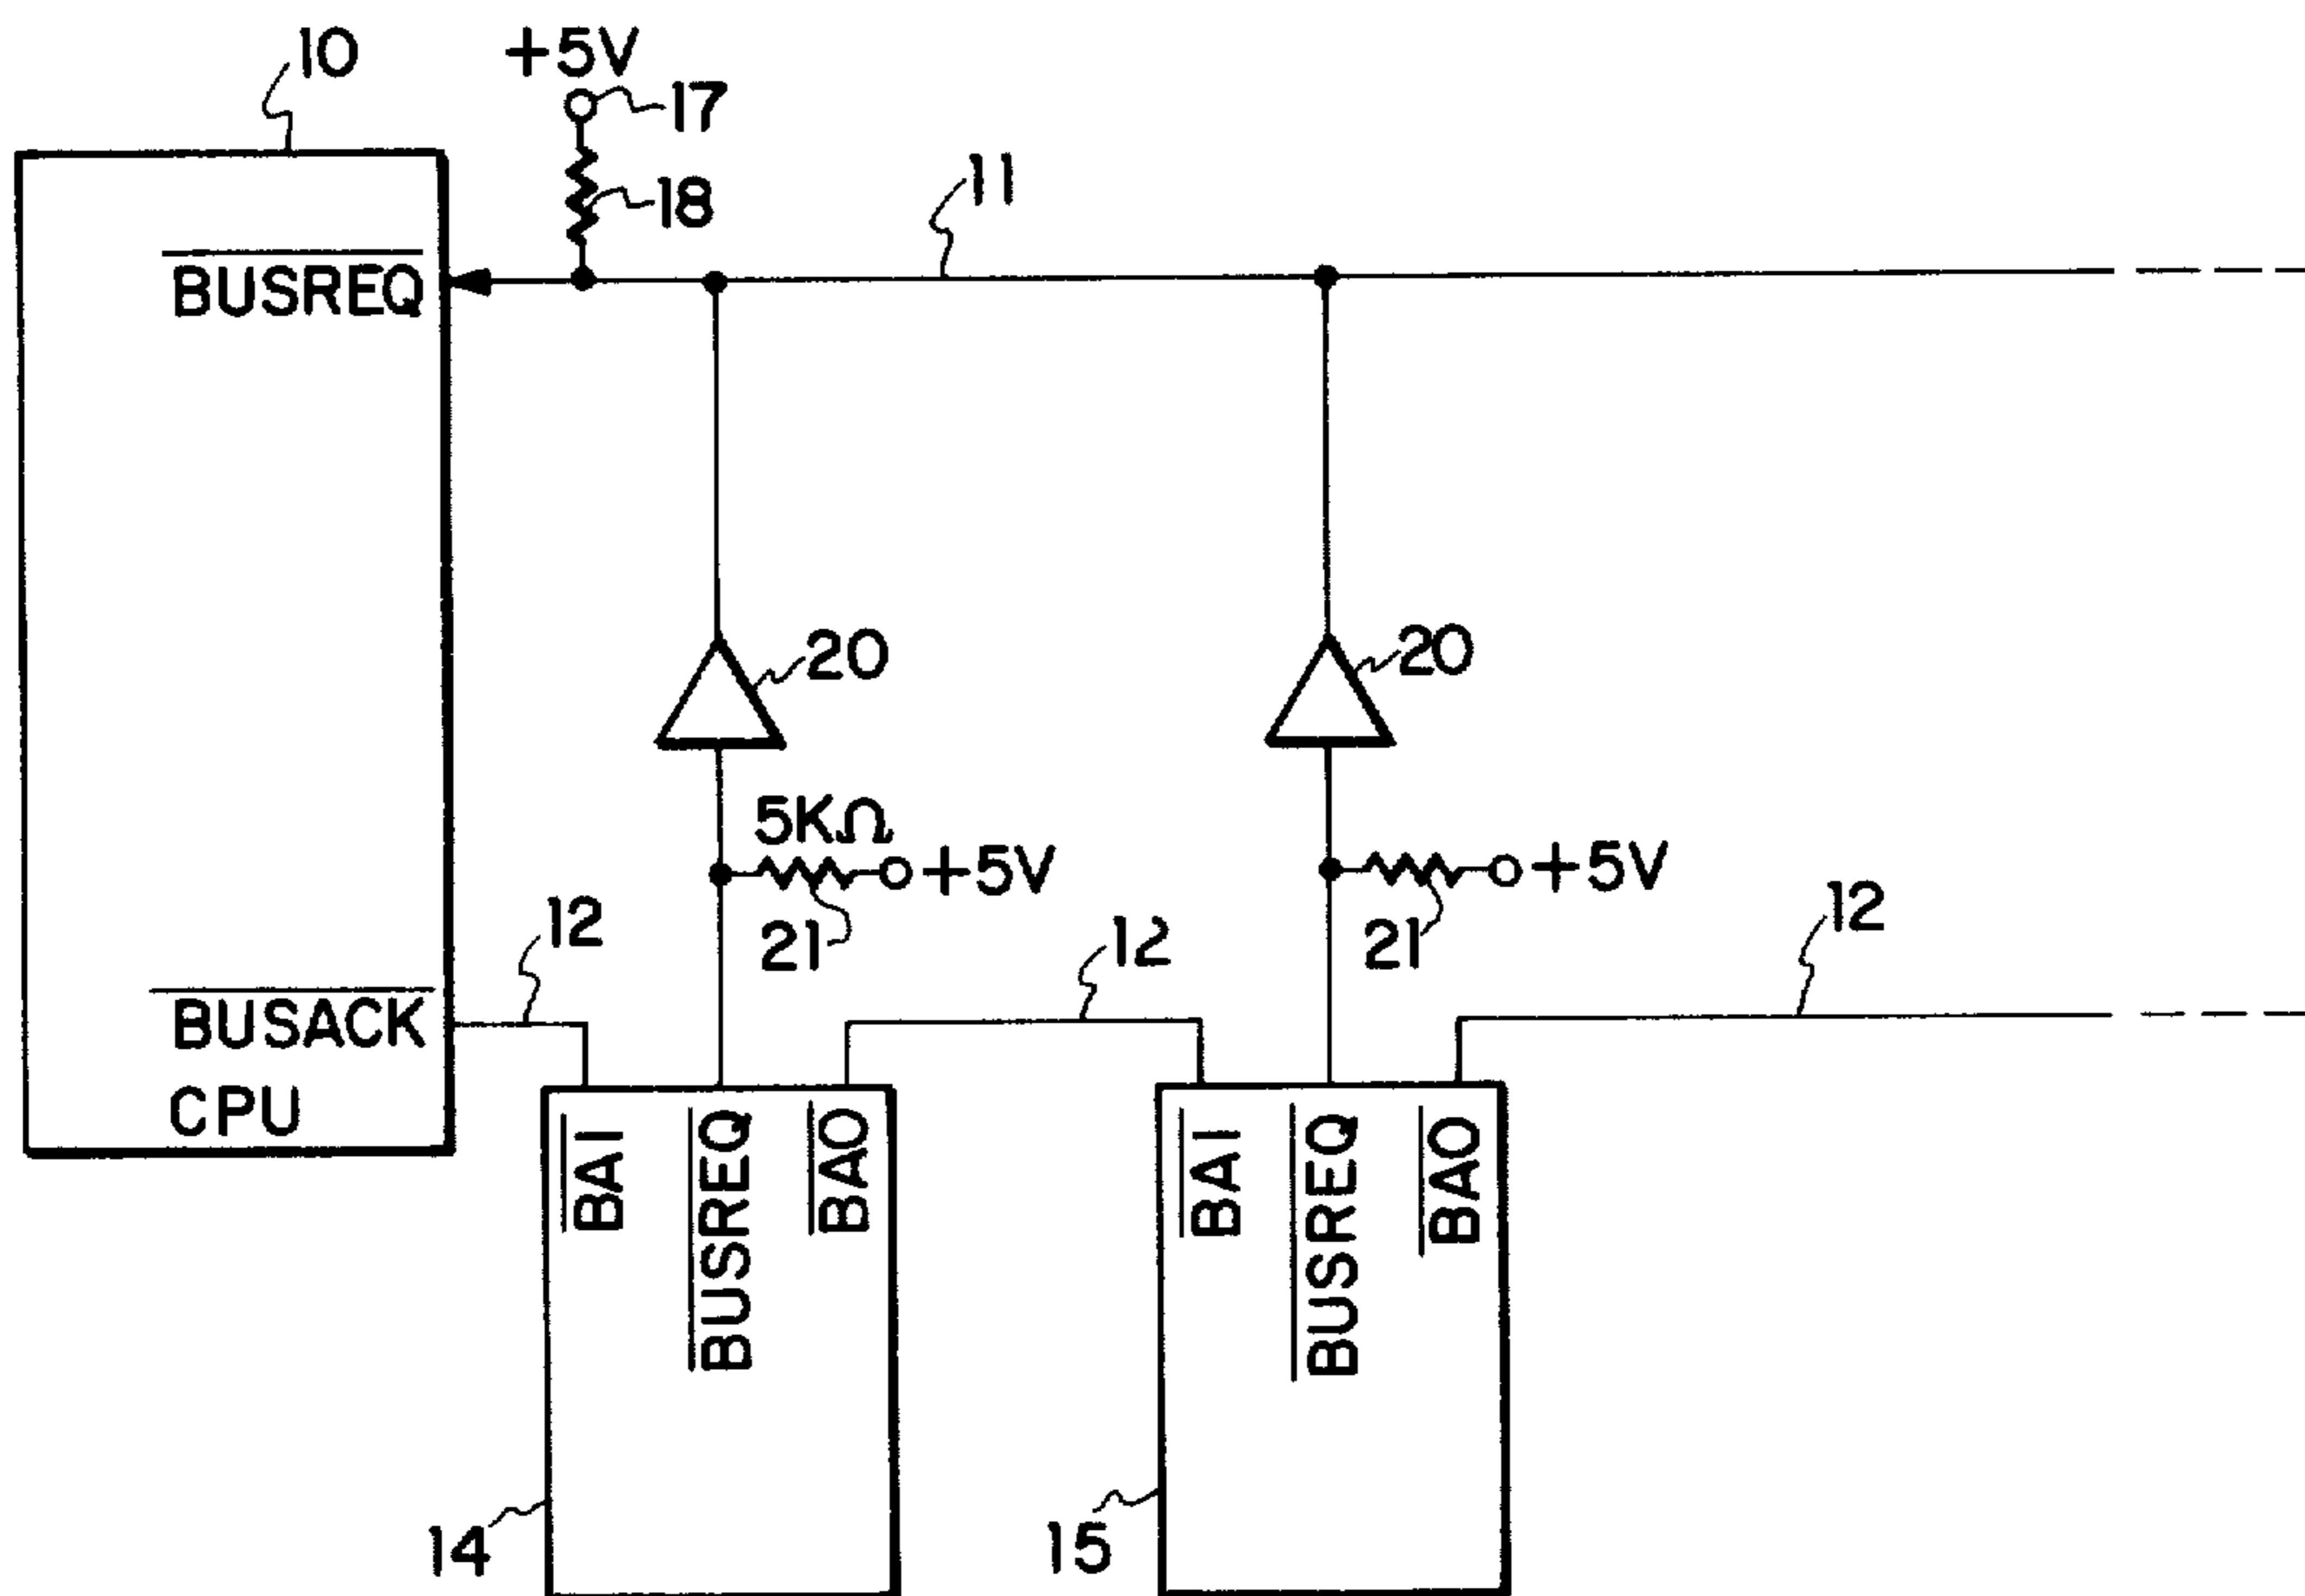 10
+5V
17
18
11
BUSREQ
20
20
5KΩ
+5V
+5V
21
21
12
12
12
BUSACK
CPU
BAI
BUSREQ
BAO
BAI
BUSREQ
BAO
14
15